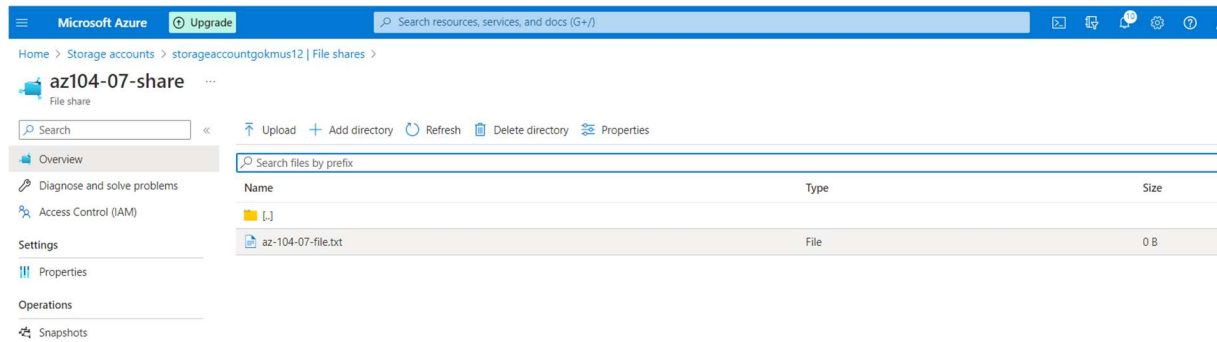 Microsoft Azure Upgrade Search resources, services, and docs (G+/) 10
Home > Storage accounts > storageaccountgokmus12 | File shares >
az104-07-share ...
File share
Search « Upload + Add directory Refresh Delete directory Properties
Overview Search files by prefix
Diagnose and solve problems Name Type Size
Access Control (IAM) [..]
Settings az-104-07-file.txt File 0 B
Properties
Operations
Snapshots